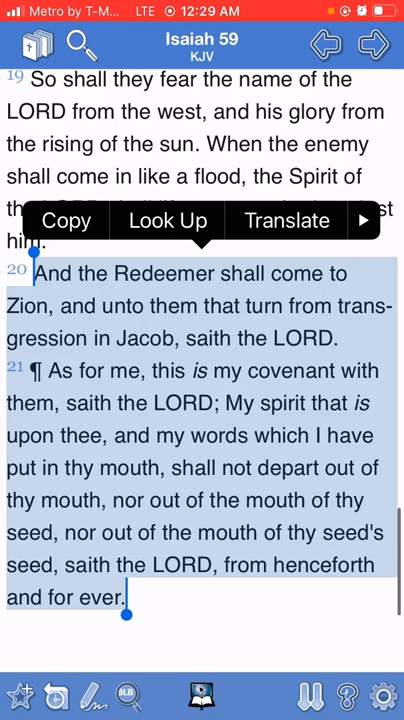 Metro by T-M... LTE 12:29 AM
Isaiah 59
KJV
19 So shall they fear the name of the
LORD from the west, and his glory from
the rising of the sun. When the enemy
shall come in like a flood, the Spirit of
Copy Look Up Translate
him.
20 And the Redeemer shall come to
Zion, and unto them that turn from trans-
gression in Jacob, saith the LORD.
21 ¶ As for me, this is my covenant with
them, saith the LORD; My spirit that is
upon thee, and my words which I have
put in thy mouth, shall not depart out of
thy mouth, nor out of the mouth of thy
seed, nor out of the mouth of thy seed's
seed, saith the LORD, from henceforth
and for ever.
BLB